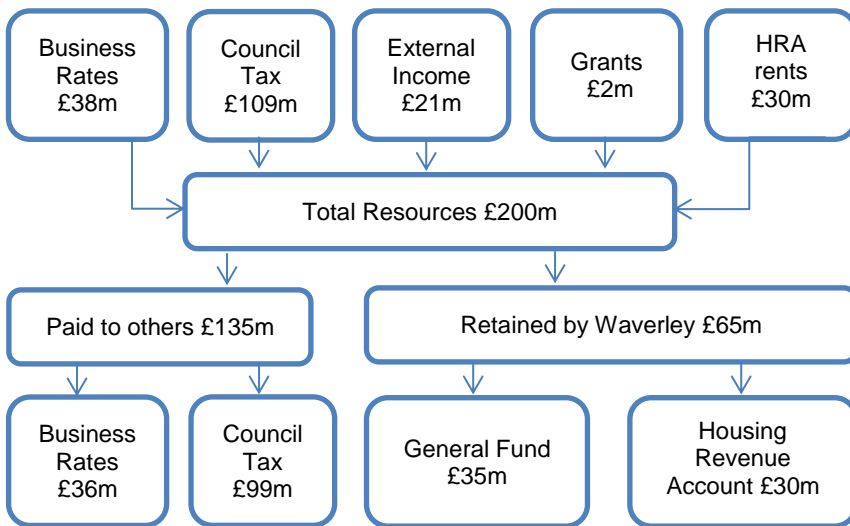 Business
Rates
£38m
Council
Tax
£109m
External
Income
£21m
Grants
£2m
HRA
rents
£30m
Total Resources £200m
Paid to others £135m
Retained by Waverley £65m
Business
Rates
£36m
Council
Tax
£99m
General Fund
£35m
Housing
Revenue
Account £30m